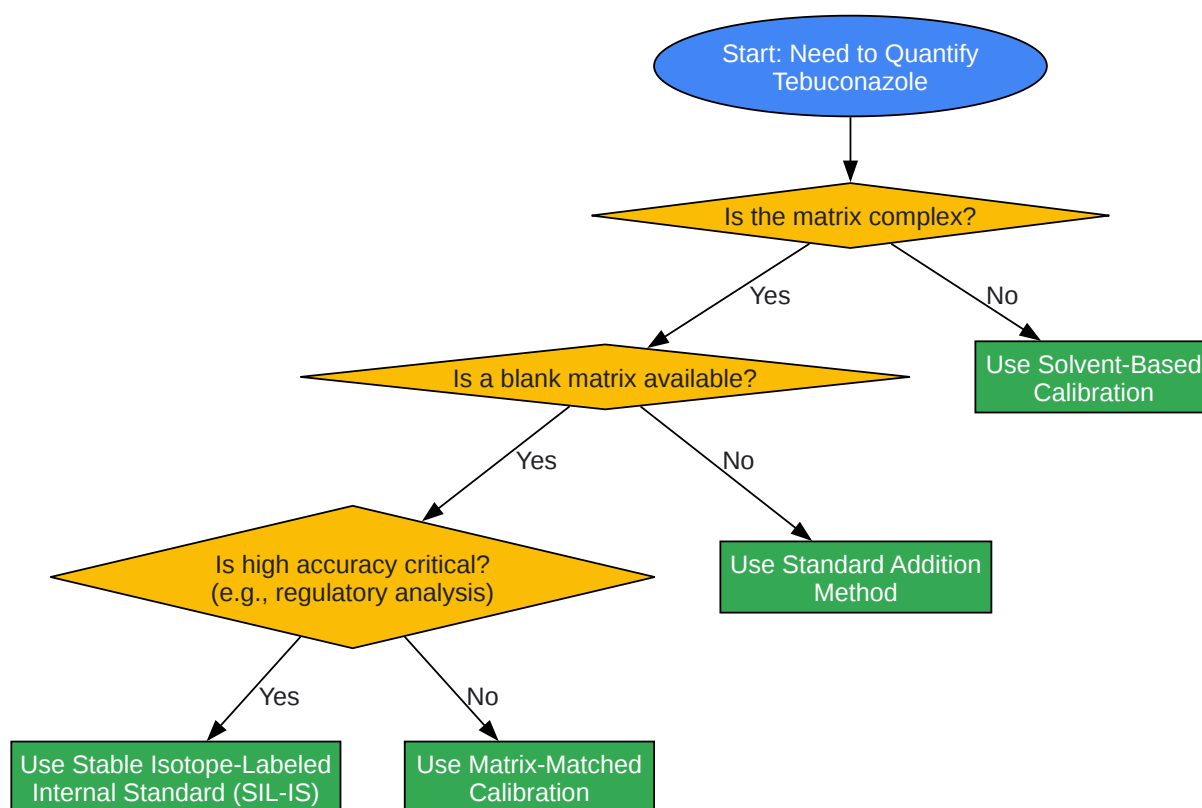 Start: Need to Quantify
Tebuconazole
Is the matrix complex?
Yes
No
Use Solvent-Based
Calibration
Is a blank matrix available?
Yes
No
Use Standard Addition
Method
Is high accuracy critical?
(e.g., regulatory analysis)
Yes
No
Use Stable Isotope-Labeled
Internal Standard (SIL-IS)
Use Matrix-Matched
Calibration